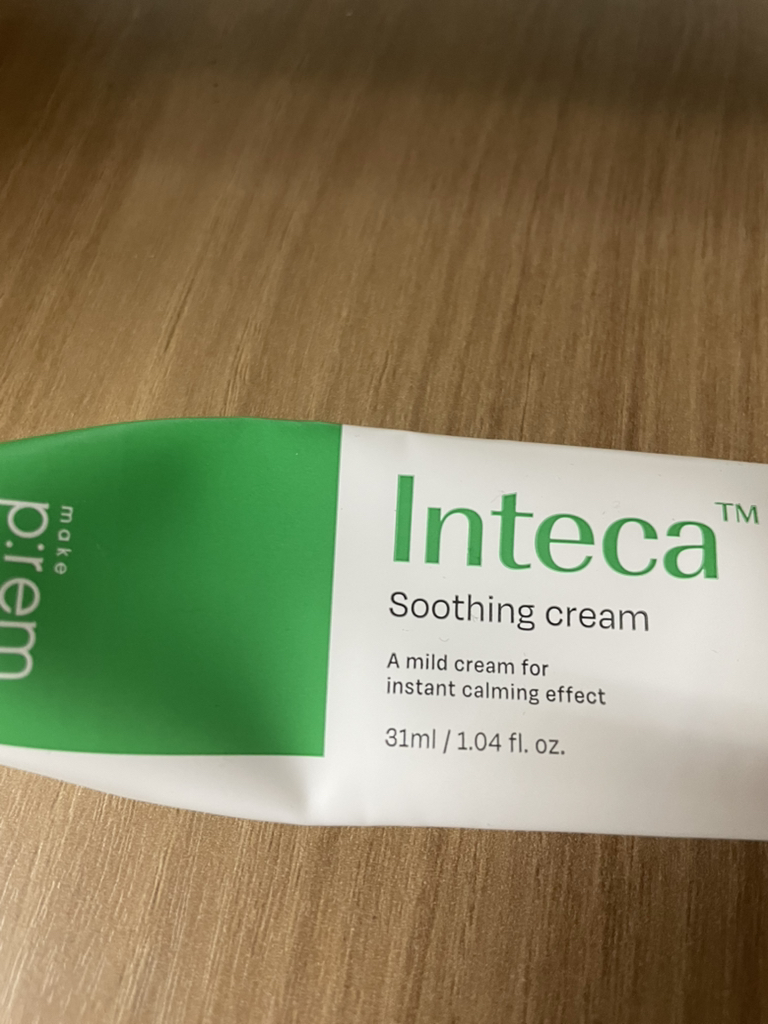 make
p:rem
Inteca™
Soothing cream
A mild cream for
instant calming effect
31ml / 1.04 fl. oz.